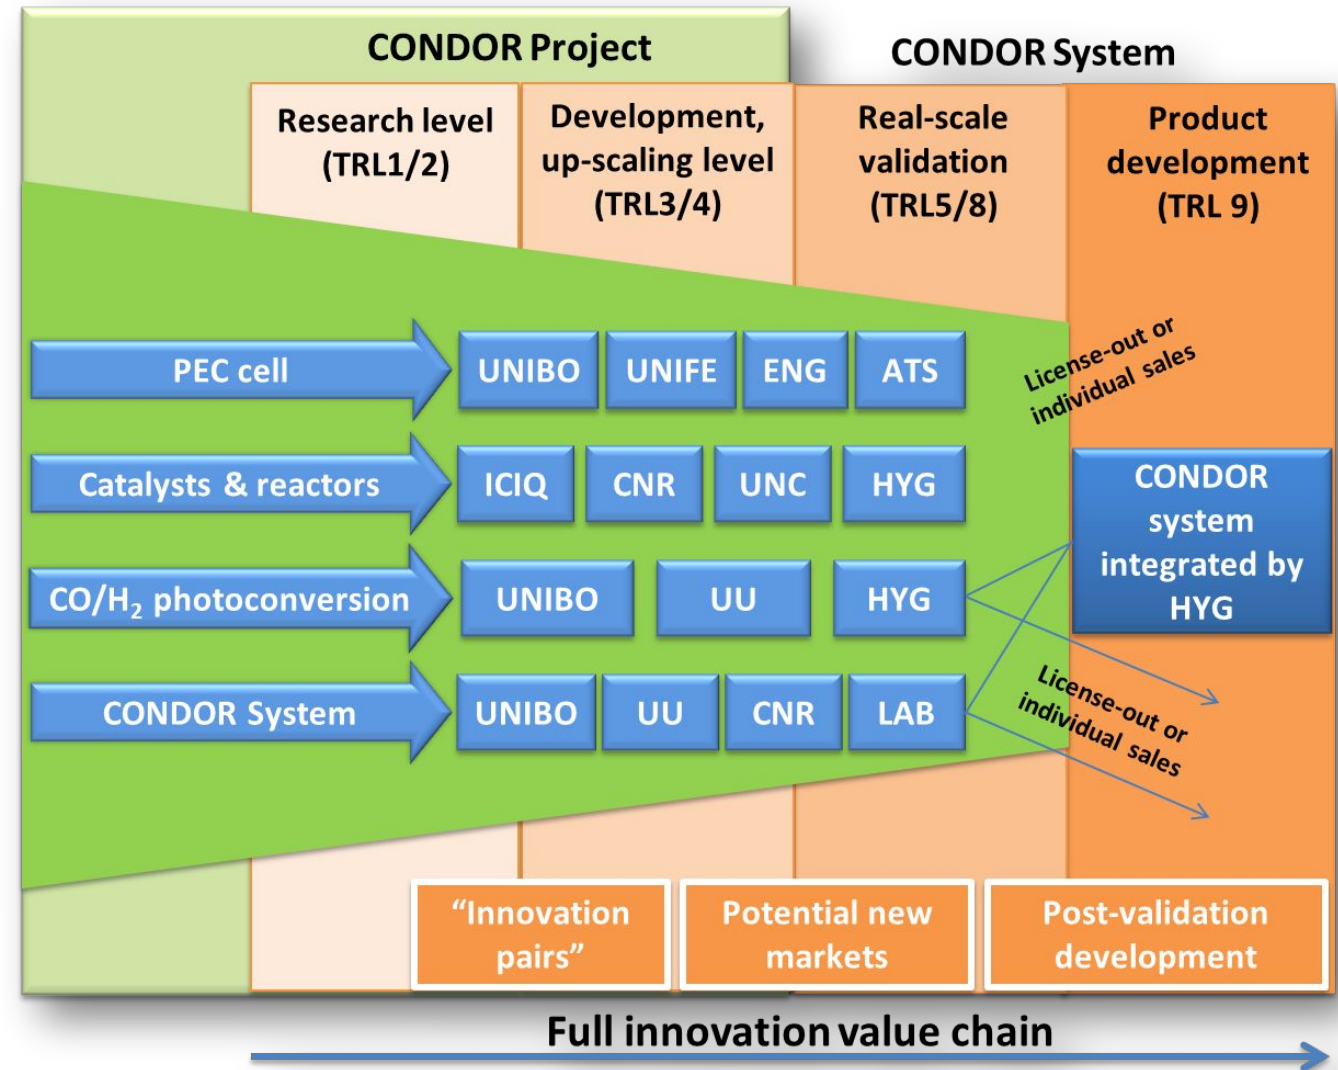 CONDOR Project
CONDOR System
Research level
(TRL1/2)
Development,
up-scaling level
(TRL3/4)
Real-scale
validation
(TRL5/8)
Product
development
(TRL 9)
PEC cell
UNIBO
UNIFE
ENG
ATS
License-out or
individual sales
Catalysts & reactors
ICIQ
CNR
UNC
HYG
CONDOR
system
integrated by
HYG
CO/H₂ photoconversion
UNIBO
UU
HYG
CONDOR System
UNIBO
UU
CNR
LAB
License-out or
individual sales
“Innovation
pairs”
Potential new
markets
Post-validation
development
Full innovation value chain